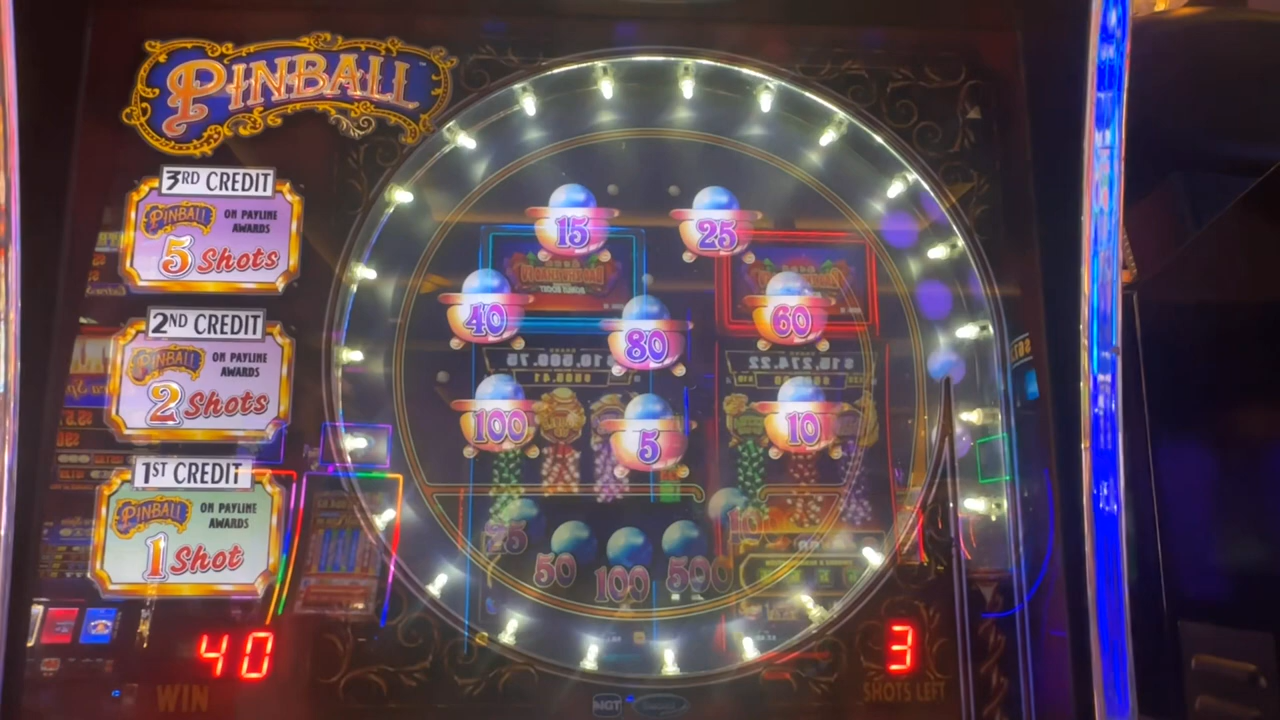 PINBALL
3RD CREDIT
PINBALL ON PAYLINE AWARDS
5 Shots
2ND CREDIT
PINBALL ON PAYLINE AWARDS
2 Shots
1ST CREDIT
PINBALL ON PAYLINE AWARDS
1 Shot
15 25
40 80 60
100 5 10
75 50 100 500 100
40
WIN
3
SHOTS LEFT